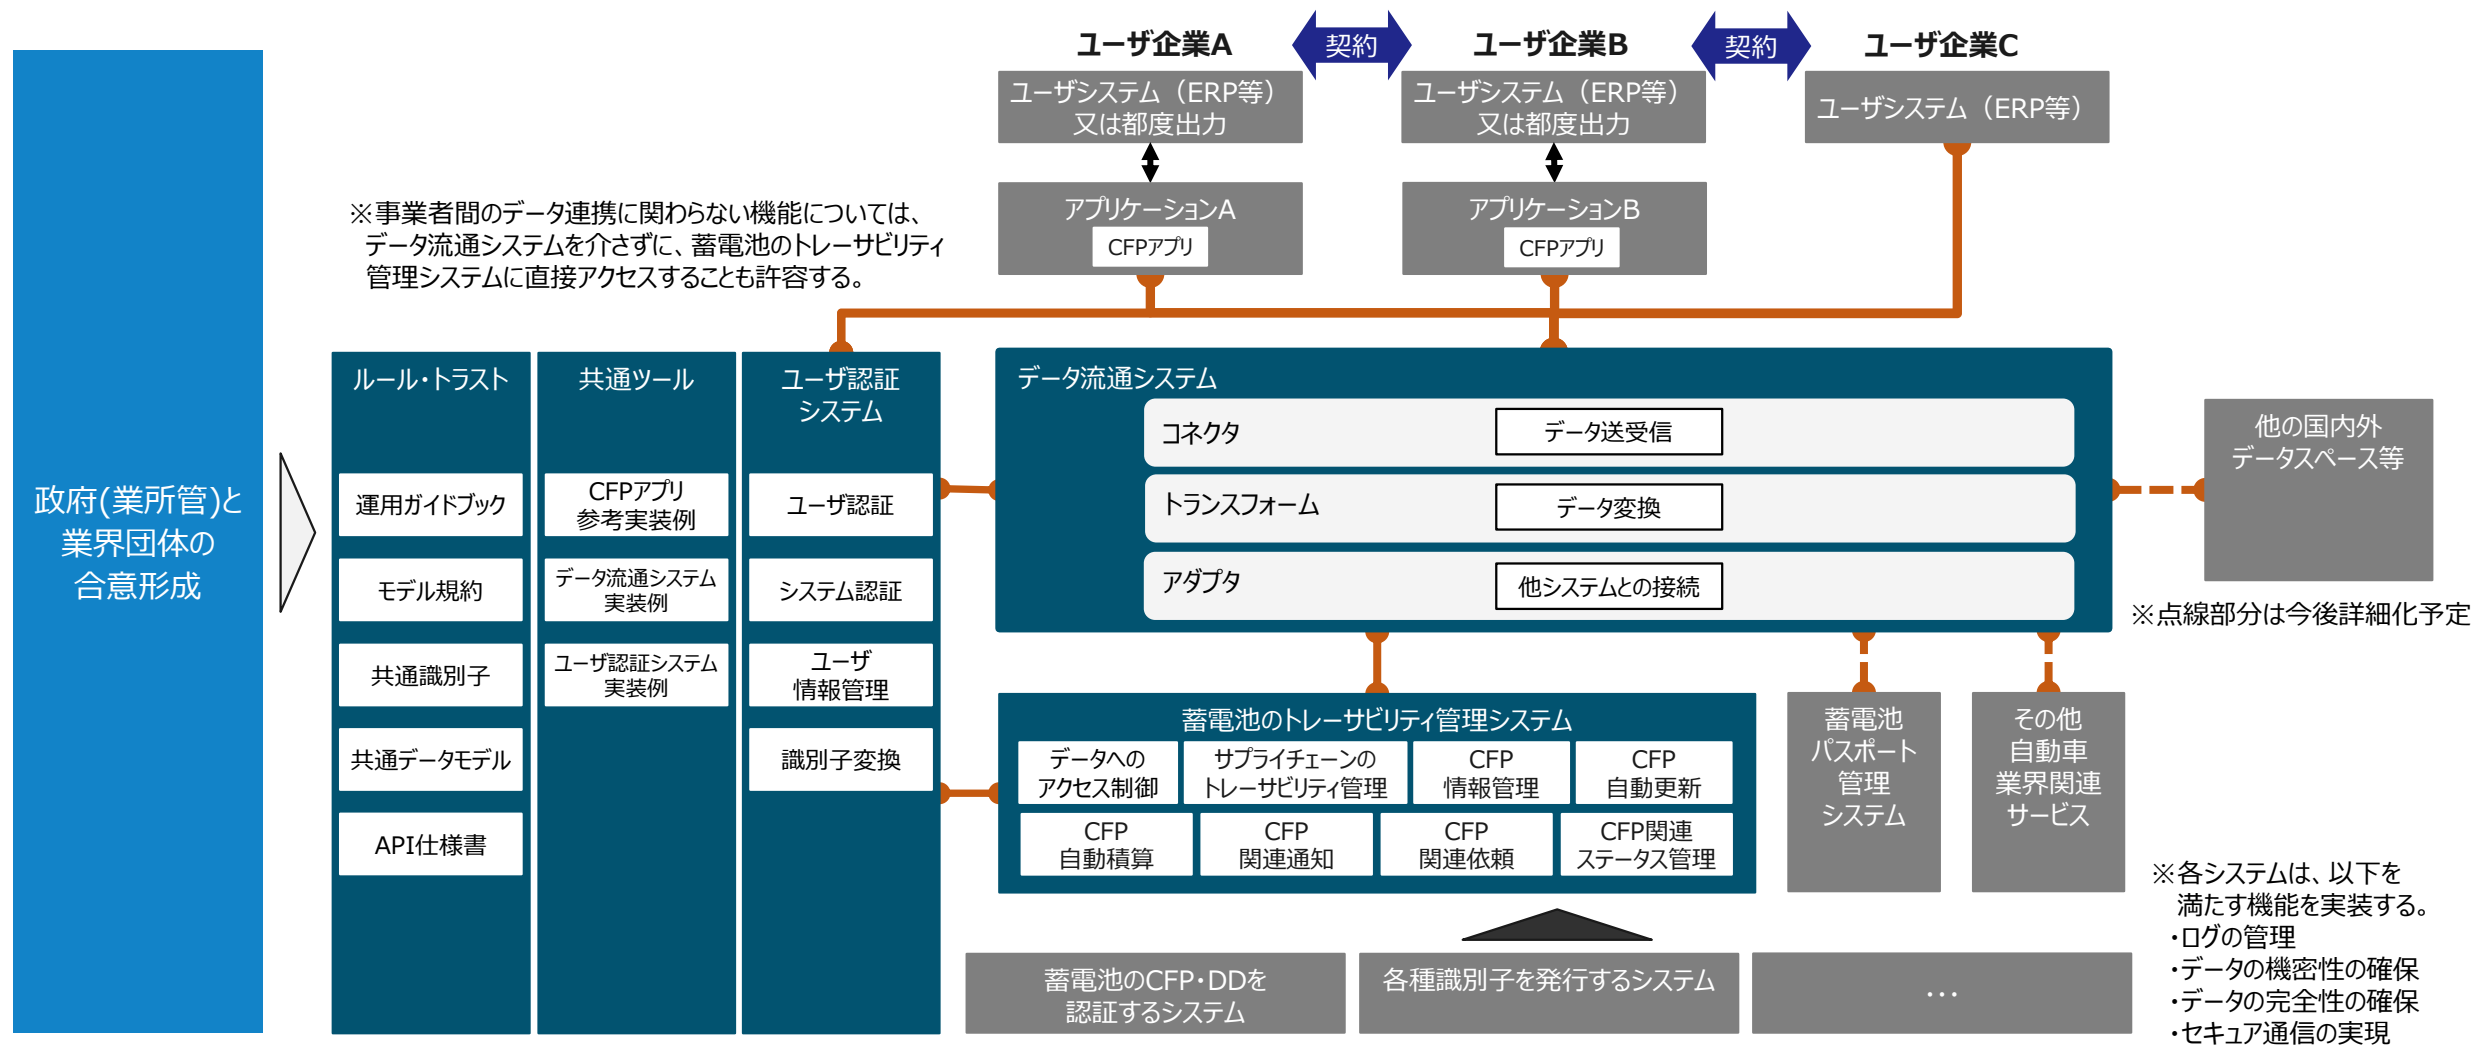 ユーザ企業A
契約
ユーザ企業B
契約
ユーザ企業C
ユーザシステム（ERP等）
又は都度出力
ユーザシステム（ERP等）
又は都度出力
ユーザシステム（ERP等）
アプリケーションA
CFPアプリ
アプリケーションB
CFPアプリ
※事業者間のデータ連携に関わらない機能については、
データ流通システムを介さずに、蓄電池のトレーサビリティ
管理システムに直接アクセスすることも許容する。
政府(業所管)と
業界団体の
合意形成
ルール・トラスト
運用ガイドブック
モデル規約
共通識別子
共通データモデル
API仕様書
共通ツール
CFPアプリ
参考実装例
データ流通システム
実装例
ユーザ認証システム
実装例
ユーザ認証
システム
ユーザ認証
システム認証
ユーザ
情報管理
識別子変換
データ流通システム
コネクタ
データ送受信
トランスフォーム
データ変換
アダプタ
他システムとの接続
他の国内外
データスペース等
※点線部分は今後詳細化予定
蓄電池のトレーサビリティ管理システム
データへの
アクセス制御
サプライチェーンの
トレーサビリティ管理
CFP
情報管理
CFP
自動更新
CFP
自動積算
CFP
関連通知
CFP
関連依頼
CFP関連
ステータス管理
蓄電池
パスポート
管理
システム
その他
自動車
業界関連
サービス
蓄電池のCFP・DDを
認証するシステム
各種識別子を発行するシステム
･･･
※各システムは、以下を
満たす機能を実装する。
・ログの管理
・データの機密性の確保
・データの完全性の確保
・セキュア通信の実現